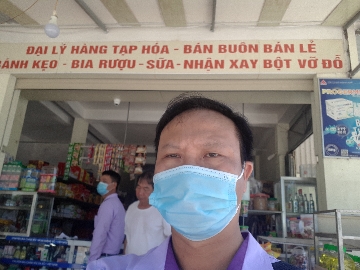 ĐẠI LÝ HÀNG TẠP HÓA - BÁN BUÔN BÁN LẺ
BÁNH KẸO - BIA RƯỢU - SỮA - NHẬN XAY BỘT VỠ ĐỖ